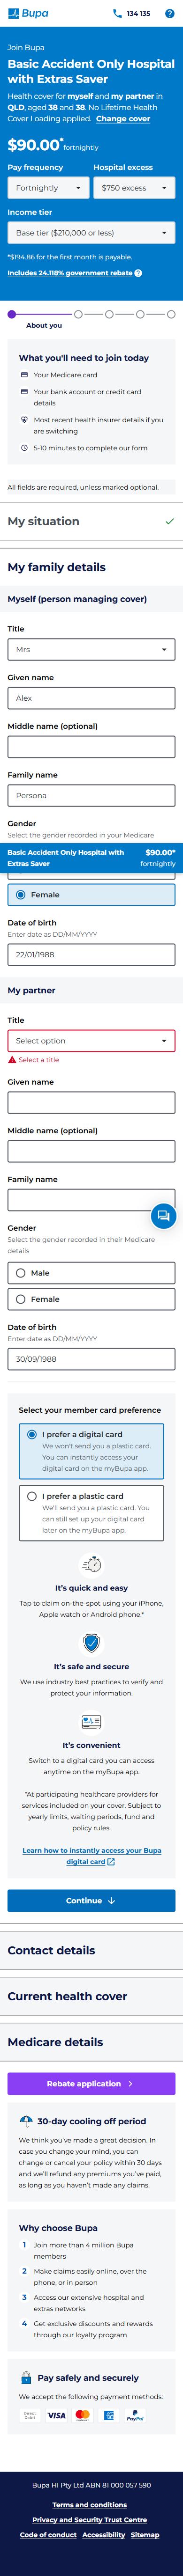 Bupa
134 135
Join Bupa
Basic Accident Only Hospital
with Extras Saver
Health cover for myself and my partner in
QLD, aged 38 and 38. No Lifetime Health
Cover Loading applied. Change cover
$90.00* fortnightly
Pay frequency
Hospital excess
Fortnightly
$750 excess
Income tier
Base tier ($210,000 or less)
*$194.86 for the first month is payable.
Includes 24.118% government rebate
About you
What you'll need to join today
Your Medicare card
Your bank account or credit card
details
Most recent health insurer details if you
are switching
5-10 minutes to complete our form
All fields are required, unless marked optional.
My situation
My family details
Myself (person managing cover)
Title
Mrs
Given name
Alex
Middle name (optional)
Family name
Persona
Gender
Select the gender recorded in your Medicare
Basic Accident Only Hospital with
Extras Saver
$90.00*
fortnightly
Female
Date of birth
Enter date as DD/MM/YYYY
22/01/1988
My partner
Title
Select option
Select a title
Given name
Middle name (optional)
Family name
Gender
Select the gender recorded in their Medicare
details
Male
Female
Date of birth
Enter date as DD/MM/YYYY
30/09/1988
Select your member card preference
I prefer a digital card
We won't send you a plastic card.
You can instantly access your
digital card on the myBupa app.
I prefer a plastic card
We'll send you a plastic card. You
can still set up your digital card
later on the myBupa app.
It's quick and easy
Tap to claim on-the-spot using your iPhone,
Apple watch or Android phone.*
It's safe and secure
We use industry best practices to verify and
protect your information.
It's convenient
Switch to a digital card you can access
anytime on the myBupa app.
*At participating healthcare providers for
services included on your cover. Subject to
yearly limits, waiting periods, fund and
policy rules.
Learn how to instantly access your Bupa
digital card
Continue
Contact details
Current health cover
Medicare details
Rebate application
30-day cooling off period
We think you've made a great decision. In
case you change your mind, you can
change or cancel your policy within 30 days
and we'll refund any premiums you've paid,
as long as you haven't made any claims.
Why choose Bupa
1 Join more than 4 million Bupa
members
2 Make claims easily online, over the
phone, or in person
3 Access our extensive hospital and
extras networks
4 Get exclusive discounts and rewards
through our loyalty program
Pay safely and securely
We accept the following payment methods:
Direct
Debit
VISA
PayPal
Bupa HI Pty Ltd ABN 81 000 057 590
Terms and conditions
Privacy and Security Trust Centre
Code of conduct Accessibility Sitemap